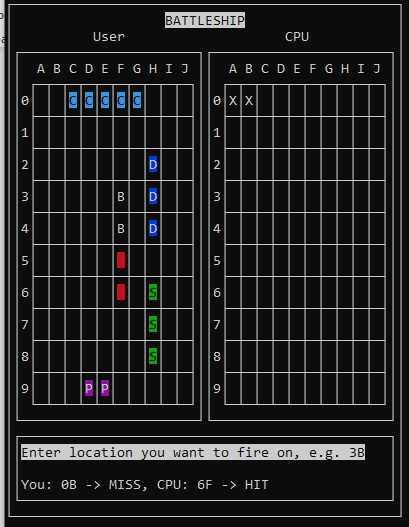 BATTLESHIP
User CPU
A B C D E F G H I J A B C D E F G H I J
0 C C C C C 0 X X
1 1
2 D 2
3 B D 3
4 B D 4
5 5
6 S 6
7 S 7
8 S 8
9 P P 9
Enter location you want to fire on, e.g. 3B
You: 0B -> MISS, CPU: 6F -> HIT